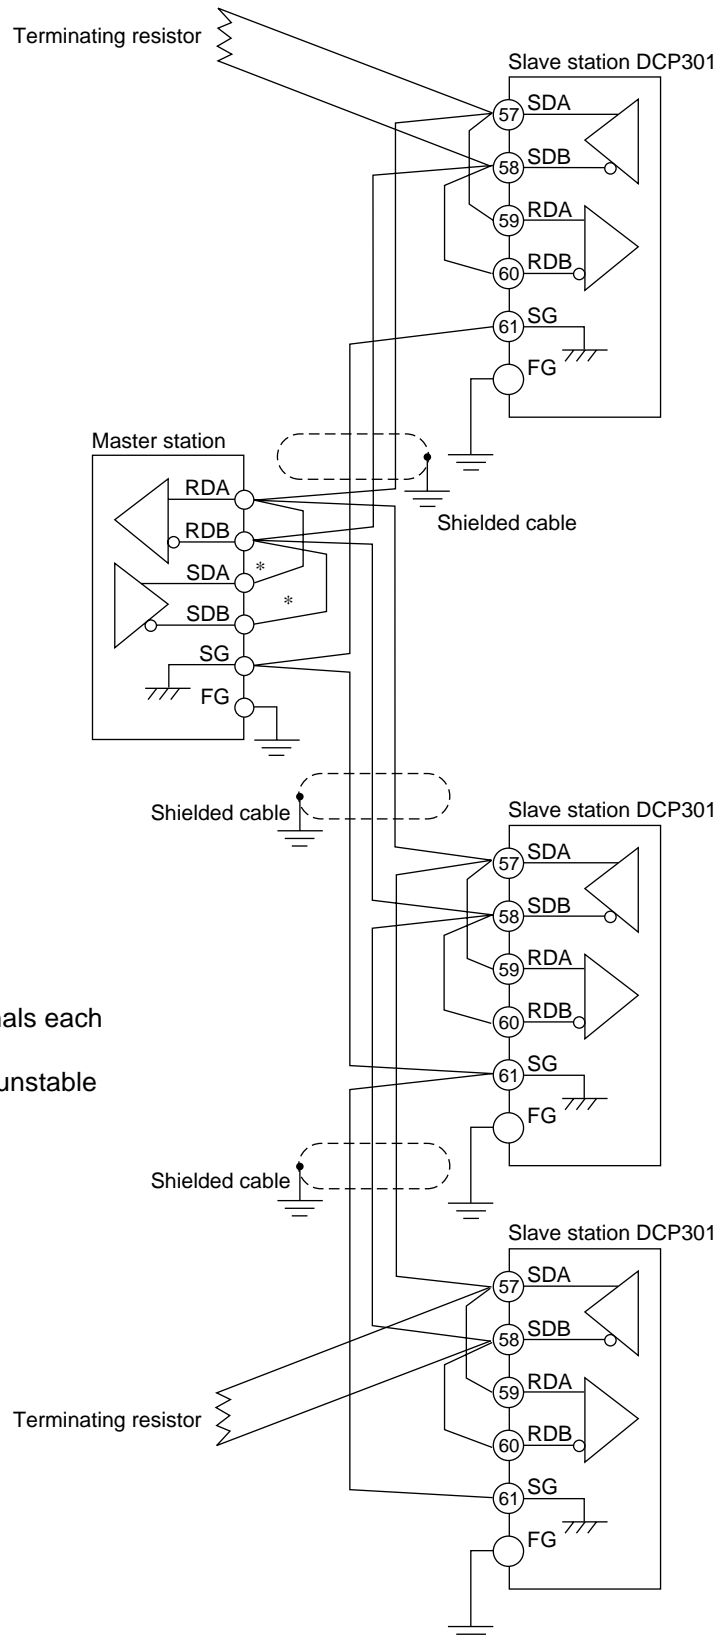 Terminating resistor
Slave station DCP301
57 SDA
58 SDB
59 RDA
60 RDB
61 SG
FG
Master station
RDA
RDB
SDA *
SDB *
SG
FG
Shielded cable
Shielded cable
Slave station DCP301
57 SDA
58 SDB
59 RDA
60 RDB
61 SG
FG
nals each
unstable
Shielded cable
Slave station DCP301
57 SDA
58 SDB
59 RDA
60 RDB
61 SG
FG
Terminating resistor